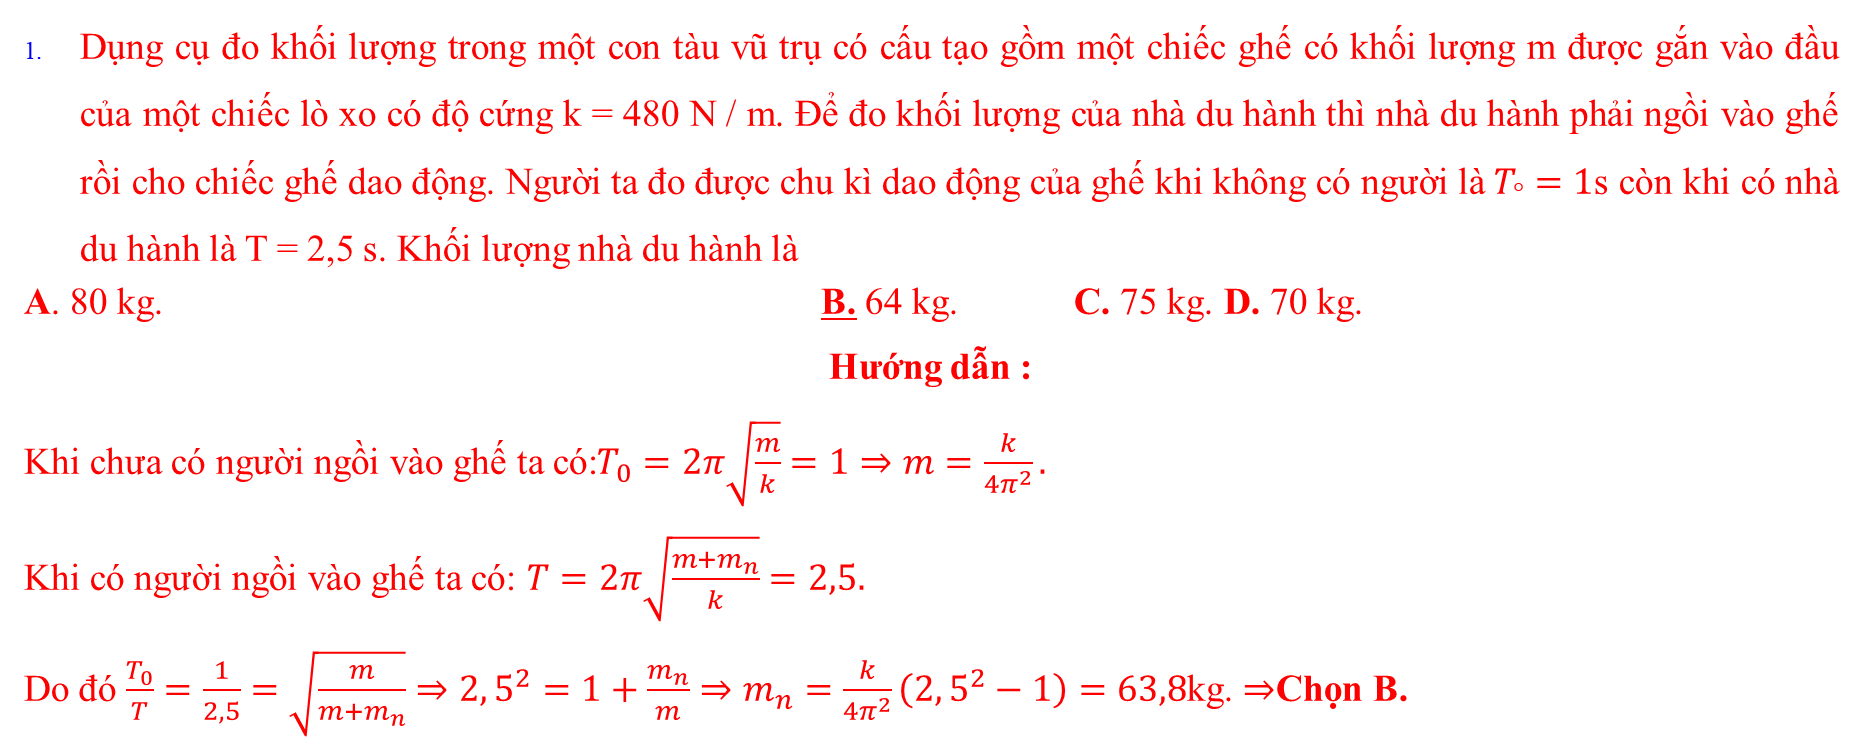 1. Dụng cụ đo khối lượng trong một con tàu vũ trụ có cấu tạo gồm một chiếc ghế có khối lượng m được gắn vào đầu
của một chiếc lò xo có độ cứng k = 480 N / m. Để đo khối lượng của nhà du hành thì nhà du hành phải ngồi vào ghế
rồi cho chiếc ghế dao động. Người ta đo được chu kì dao động của ghế khi không có người là T∘ = 1s còn khi có nhà
du hành là T = 2,5 s. Khối lượng nhà du hành là
A. 80 kg. B. 64 kg. C. 75 kg. D. 70 kg.
Hướng dẫn :
Khi chưa có người ngồi vào ghế ta có:T₀ = 2π√(m/k) = 1 ⇒ m = k/(4π²).
Khi có người ngồi vào ghế ta có: T = 2π√((m+mₙ)/k) = 2,5.
Do đó T₀/T = 1/2,5 = √(m/(m+mₙ)) ⇒ 2,5² = 1 + mₙ/m ⇒ mₙ = k/(4π²) (2,5² − 1) = 63,8kg. ⇒Chọn B.